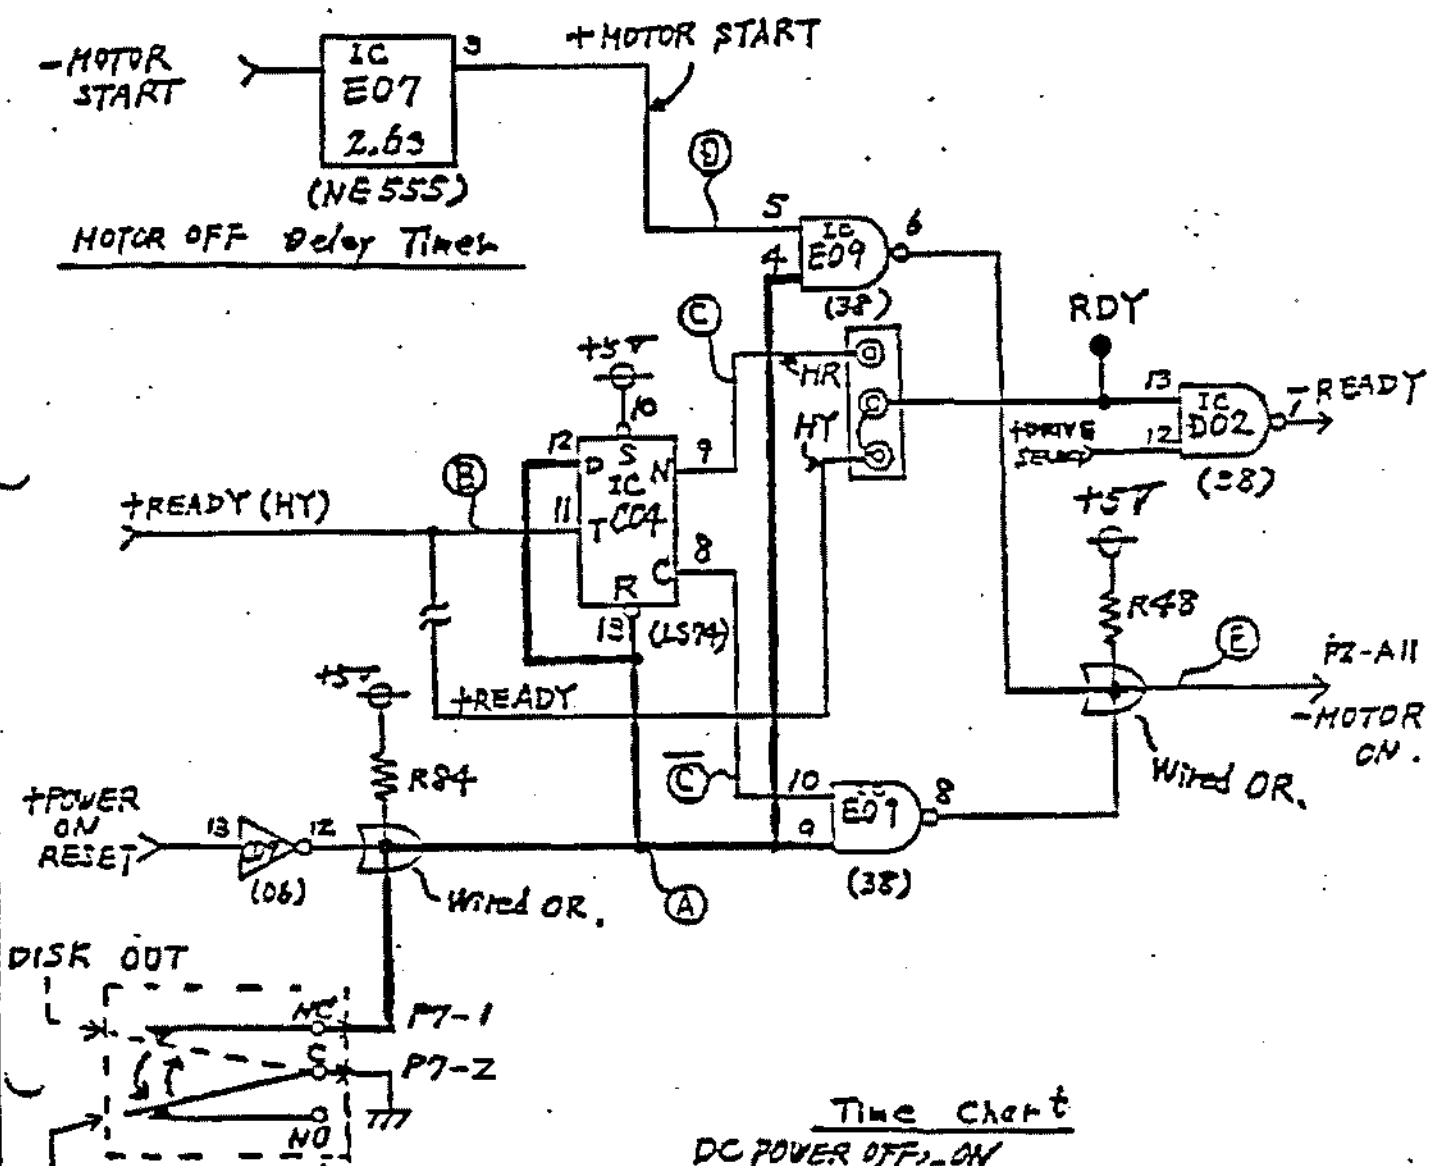 -MOTOR
START
IC
E07
2.6s
(NE555)
3
+MOTOR START
MOTOR OFF Delay Timer
D
5
4
IC
E09
(38)
6
+5V
10
C
HR
HY
D
C
RDY
13
12
IC
D02
(38)
-READY
+DRIVE
SELECT
+READY (HY)
B
12
11
D
S
IC
N
T
C04
C
R
9
8
13
(LS74)
+READY
+5V
R48
E
P2-A11
-MOTOR
ON.
Wired OR.
+5V
R84
C
10
9
E09
8
(38)
+POWER
ON
RESET
13
12
(06)
Wired OR.
A
DISK OUT
NC
P7-1
C
P7-2
NO
Time Chart
DC POWER OFF→ON